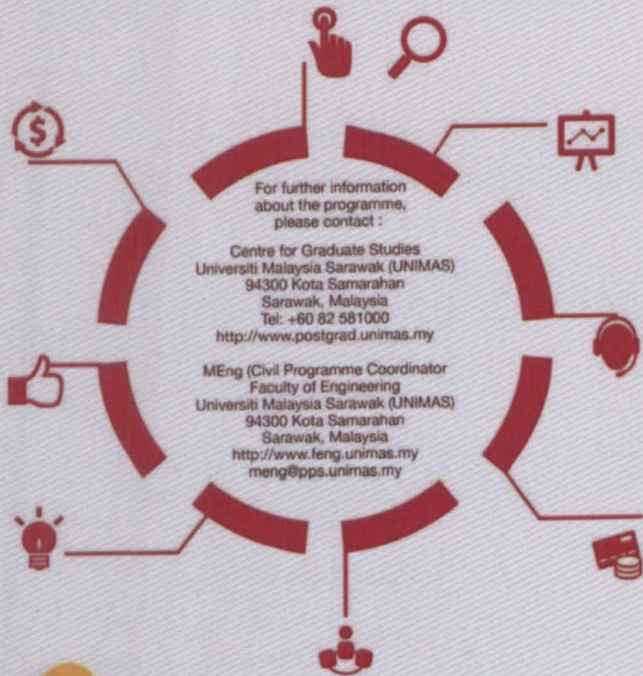 For further information
about the programme,
please contact :
Centre for Graduate Studies
Universiti Malaysia Sarawak (UNIMAS)
94300 Kota Samarahan
Sarawak, Malaysia
Tel: +60 82 581000
http://www.postgrad.unimas.my
MEng (Civil Programme Coordinator
Faculty of Engineering
Universiti Malaysia Sarawak (UNIMAS)
94300 Kota Samarahan
Sarawak, Malaysia
http://www.feng.unimas.my
meng@pps.unimas.my